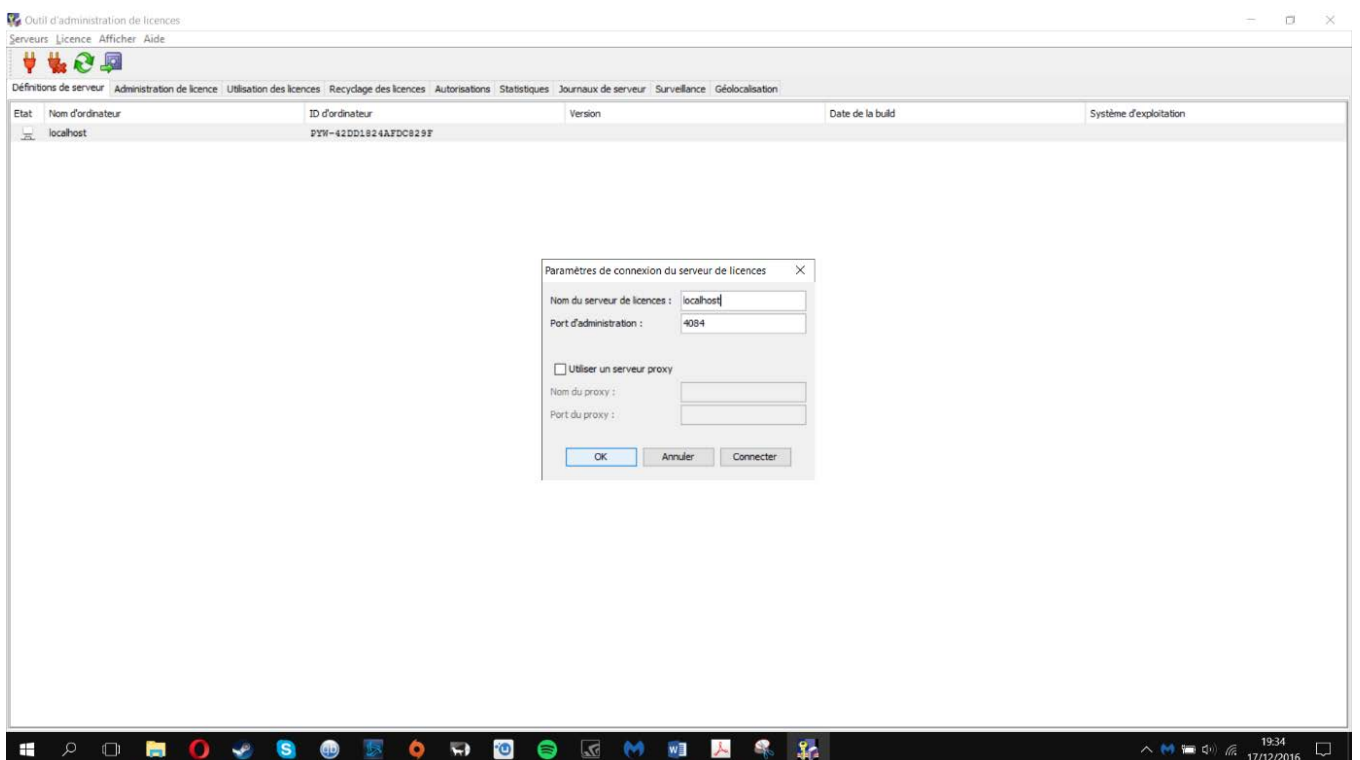 Outil d'administration de licences
Serveurs Licence Afficher Aide
Définitions de serveur Administration de licence Utilisation des licences Recyclage des licences Autorisations Statistiques Journaux de serveur Surveillance Géolocalisation
Etat Nom d'ordinateur ID d'ordinateur Version Date de la build Système d'exploitation
localhost PYW-42DD1824AFDC829F
Paramètres de connexion du serveur de licences
Nom du serveur de licences : localhost
Port d'administration : 4084
Utiliser un serveur proxy
Nom du proxy :
Port du proxy :
OK Annuler Connecter
19:34
17/12/2016